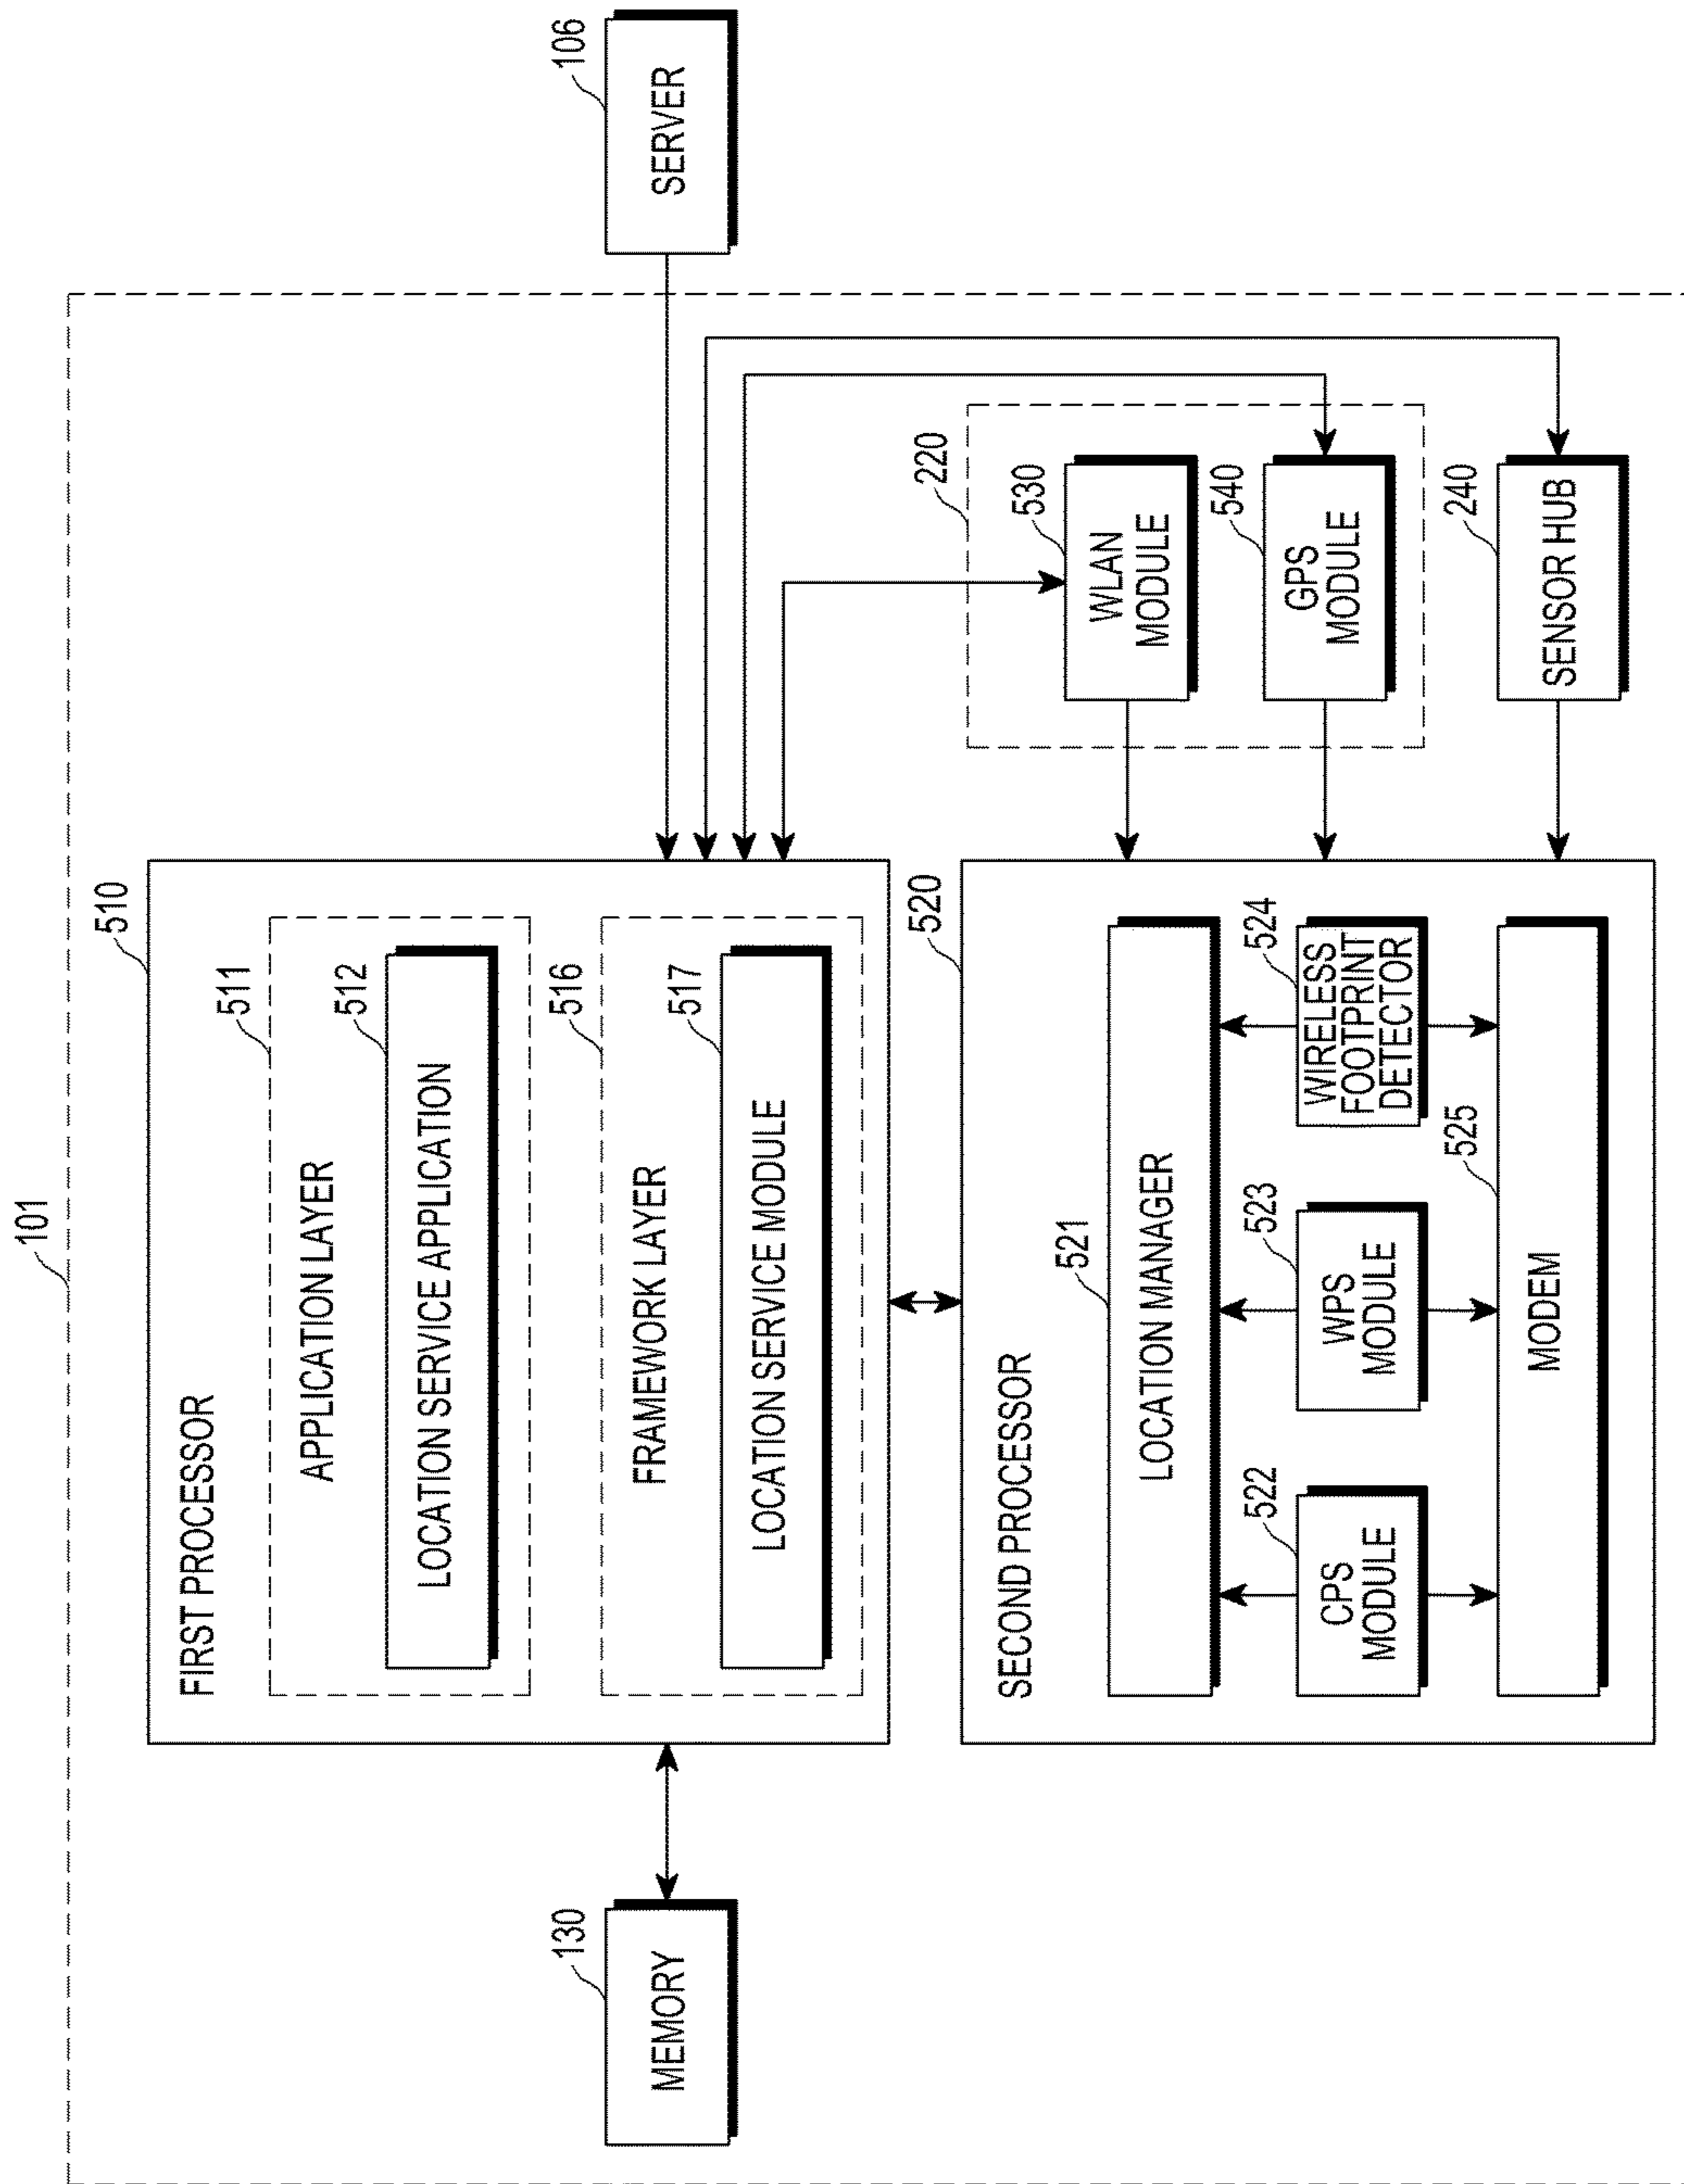 101
510
FIRST PROCESSOR
511
APPLICATION LAYER
512
LOCATION SERVICE APPLICATION
516
FRAMEWORK LAYER
517
LOCATION SERVICE MODULE
130
MEMORY
106
SERVER
520
SECOND PROCESSOR
521
LOCATION MANAGER
522
CPS
MODULE
523
WPS
MODULE
524
WIRELESS
FOOTPRINT
DETECTOR
525
MODEM
220
530
WLAN
MODULE
540
GPS
MODULE
240
SENSOR HUB